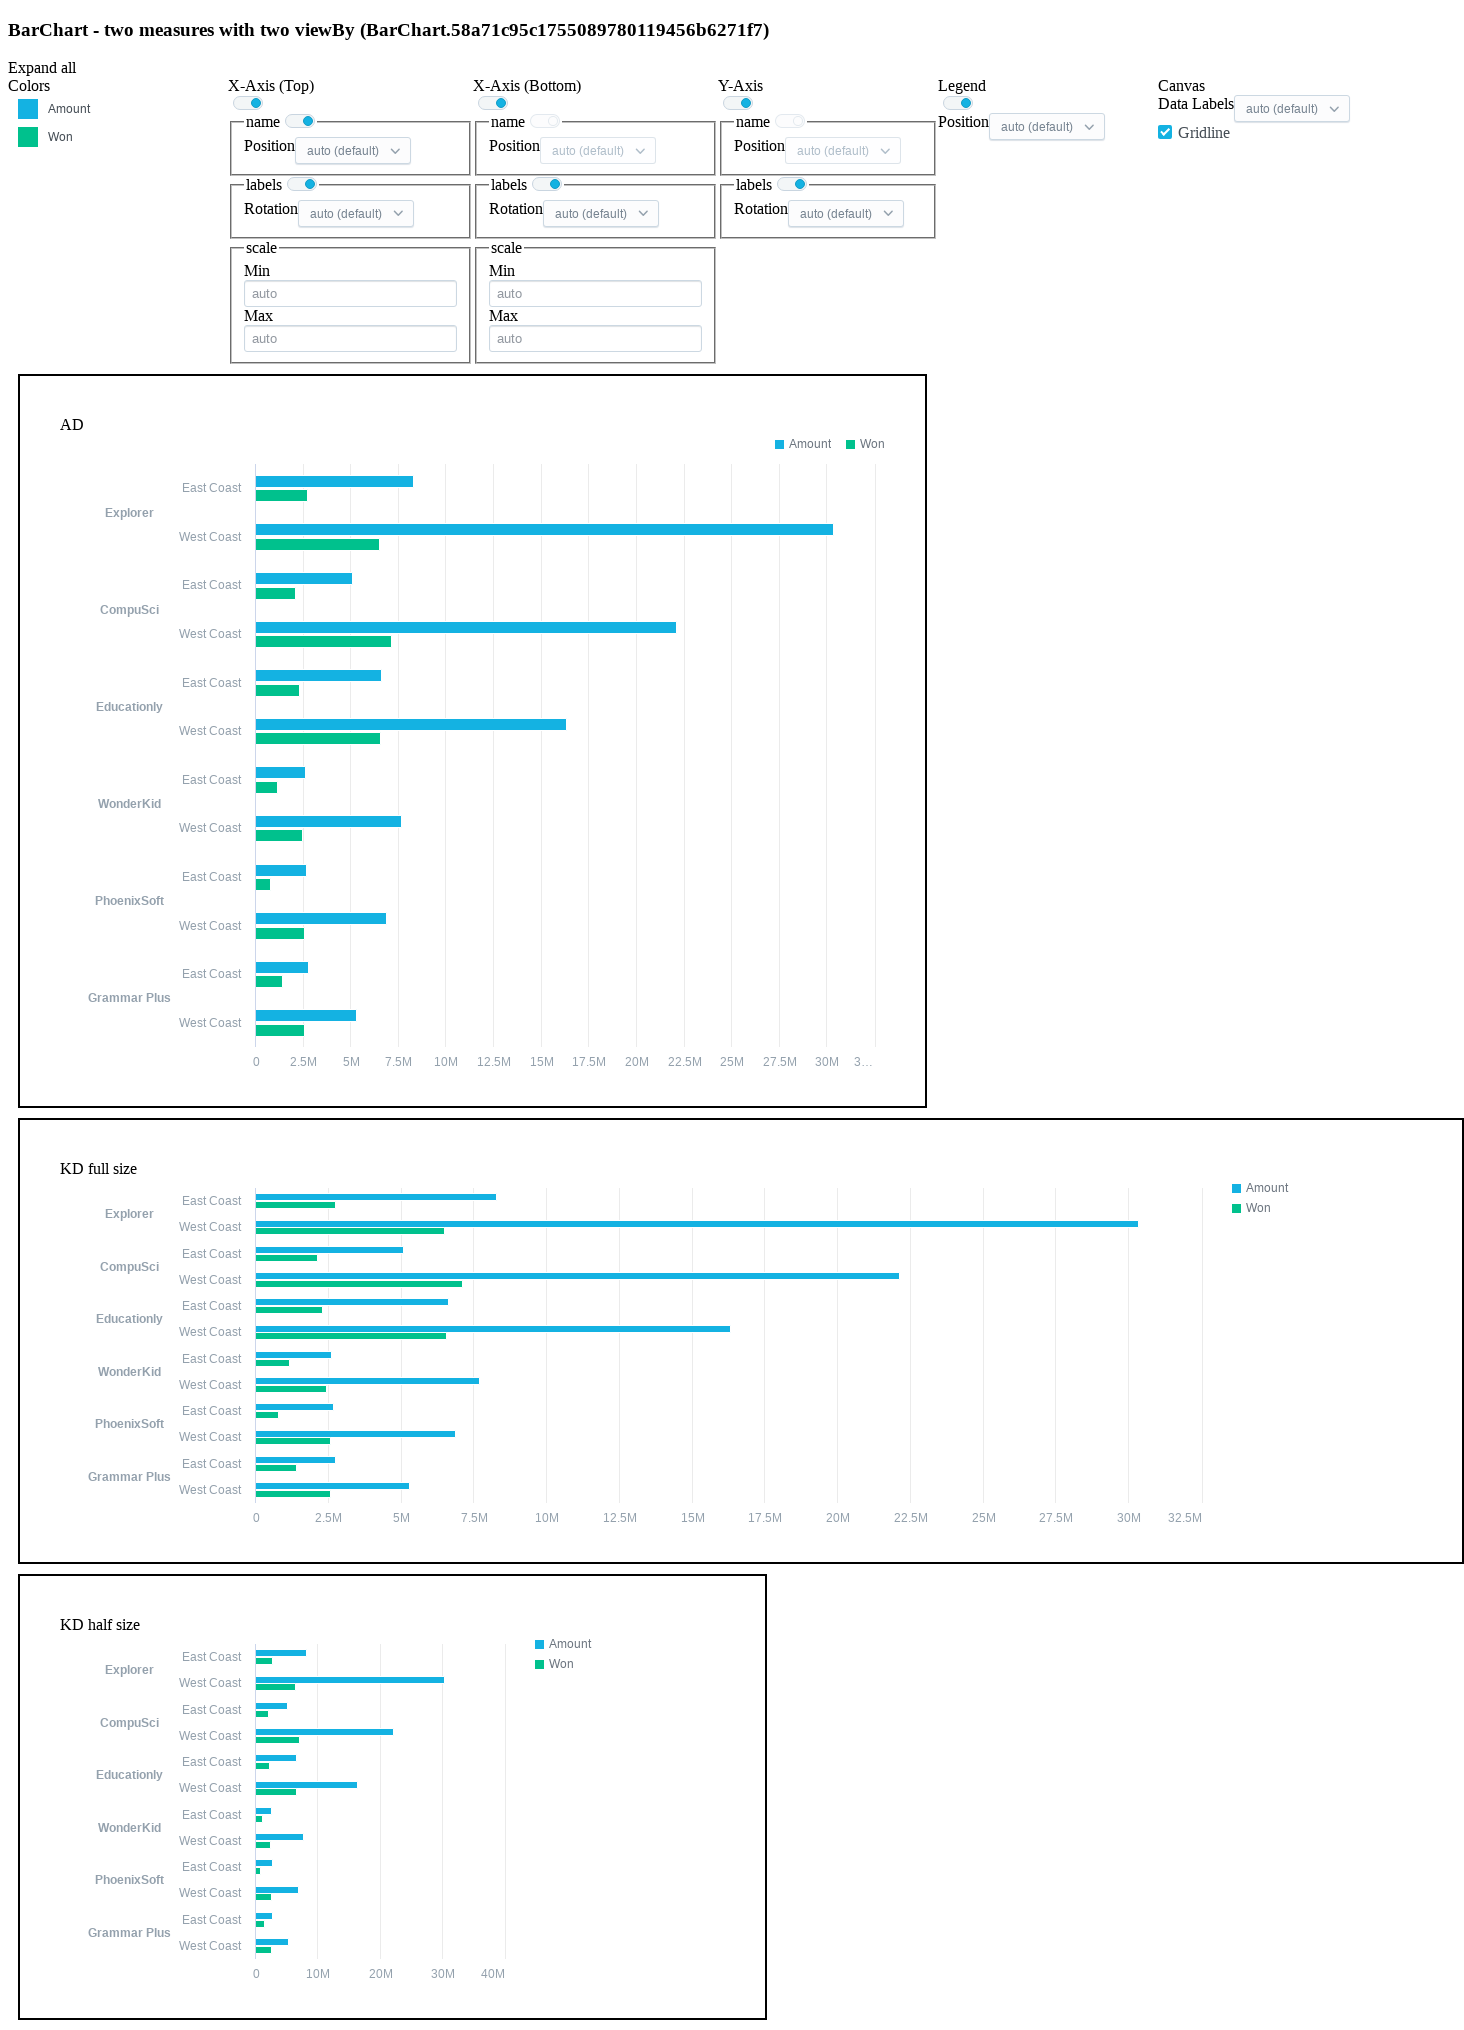 BarChart - two measures with two viewBy (BarChart.58a71c95c1755089780119456b6271f7)
Expand all
Colors
Amount
Won
X-Axis (Top)
name
Position auto (default)
labels
Rotation auto (default)
scale
Min
auto
Max
auto
X-Axis (Bottom)
name
Position auto (default)
labels
Rotation auto (default)
scale
Min
auto
Max
auto
Y-Axis
name
Position auto (default)
labels
Rotation auto (default)
Legend
Position auto (default)
Canvas
Data Labels auto (default)
Gridline
AD
Amount Won
Explorer
East Coast
West Coast
CompuSci
East Coast
West Coast
Educationly
East Coast
West Coast
WonderKid
East Coast
West Coast
PhoenixSoft
East Coast
West Coast
Grammar Plus
East Coast
West Coast
0 2.5M 5M 7.5M 10M 12.5M 15M 17.5M 20M 22.5M 25M 27.5M 30M 3…
KD full size
Amount
Won
Explorer
East Coast
West Coast
CompuSci
East Coast
West Coast
Educationly
East Coast
West Coast
WonderKid
East Coast
West Coast
PhoenixSoft
East Coast
West Coast
Grammar Plus
East Coast
West Coast
0 2.5M 5M 7.5M 10M 12.5M 15M 17.5M 20M 22.5M 25M 27.5M 30M 32.5M
KD half size
Amount
Won
Explorer
East Coast
West Coast
CompuSci
East Coast
West Coast
Educationly
East Coast
West Coast
WonderKid
East Coast
West Coast
PhoenixSoft
East Coast
West Coast
Grammar Plus
East Coast
West Coast
0 10M 20M 30M 40M